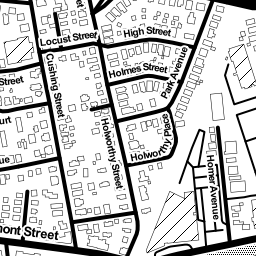 High Street
Locust Street
Holmes Street
Park Avenue
Street
Cushing Street
Holworthy Street
Holworthy Place
Homer Avenue
urt
ue
mont Street